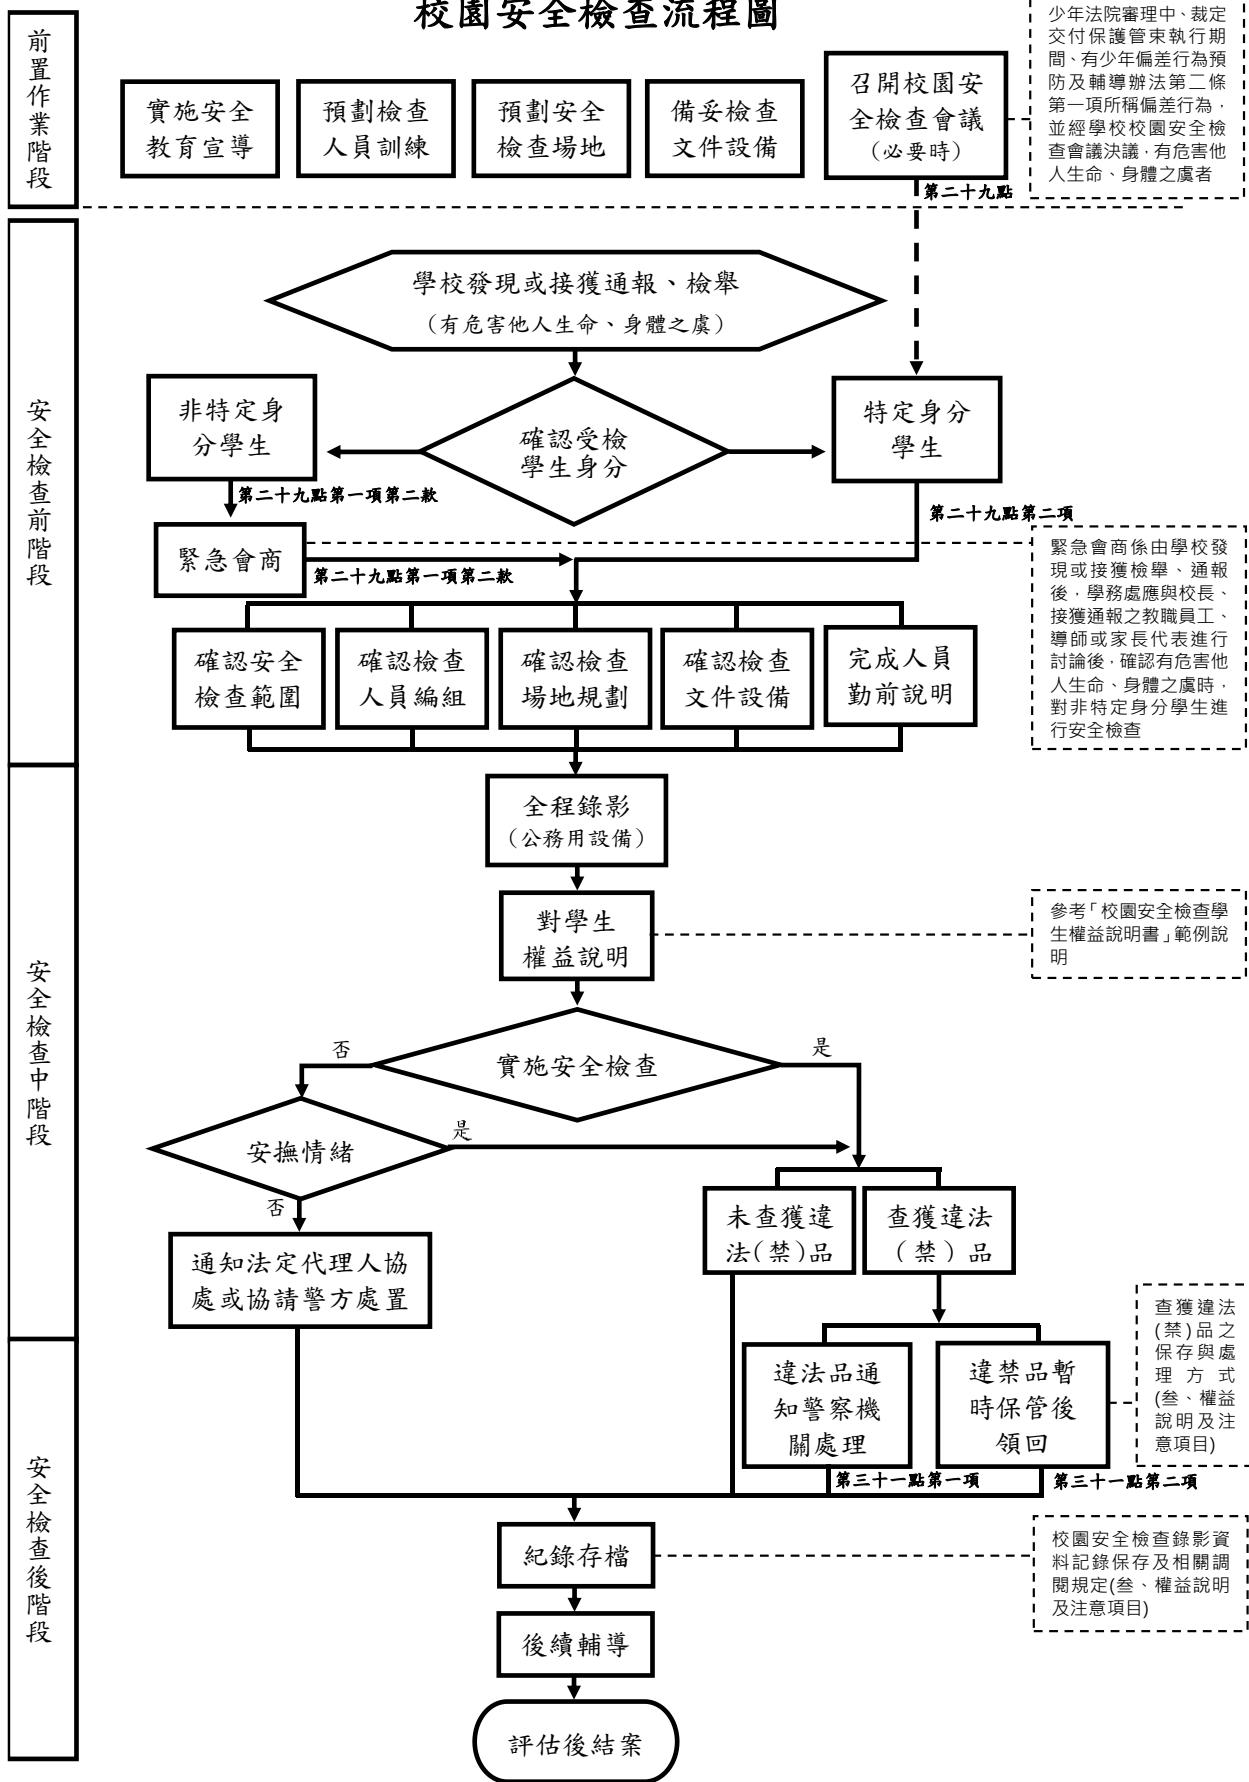 校園安全檢查流程圖
前置作業階段
實施安全
教育宣導
預劃檢查
人員訓練
預劃安全
檢查場地
備妥檢查
文件設備
召開校園安
全檢查會議
(必要時)
少年法院審理中、裁定
交付保護管束執行期
間、有少年偏差行為預
防及輔導辦法第二條
第一項所稱偏差行為，
並經學校校園安全檢
查會議決議，有危害他
人生命、身體之虞者
第二十九點
安全檢查前階段
學校發現或接獲通報、檢舉
（有危害他人生命、身體之虞）
非特定身
分學生
確認受檢
學生身分
特定身分
學生
第二十九點第一項第二款
第二十九點第二項
緊急會商
第二十九點第一項第二款
緊急會商係由學校發
現或接獲檢舉、通報
後，學務處應與校長、
接獲通報之教職員工、
導師或家長代表進行
討論後，確認有危害他
人生命、身體之虞時，
對非特定身分學生進
行安全檢查
確認安全
檢查範圍
確認檢查
人員編組
確認檢查
場地規劃
確認檢查
文件設備
完成人員
勤前說明
安全檢查中階段
全程錄影
（公務用設備）
對學生
權益說明
參考「校園安全檢查學
生權益說明書」範例說
明
實施安全檢查
否
是
安撫情緒
是
否
通知法定代理人協
處或協請警方處置
未查獲違
法(禁)品
查獲違法
（禁）品
安全檢查後階段
違法品通
知警察機
關處理
違禁品暫
時保管後
領回
查獲違法
(禁)品之
保存與處
理方式
(叁、權益
說明及注
意項目)
第三十一點第一項
第三十一點第二項
紀錄存檔
校園安全檢查錄影資
料記錄保存及相關調
閱規定(叁、權益說明
及注意項目)
後續輔導
評估後結案